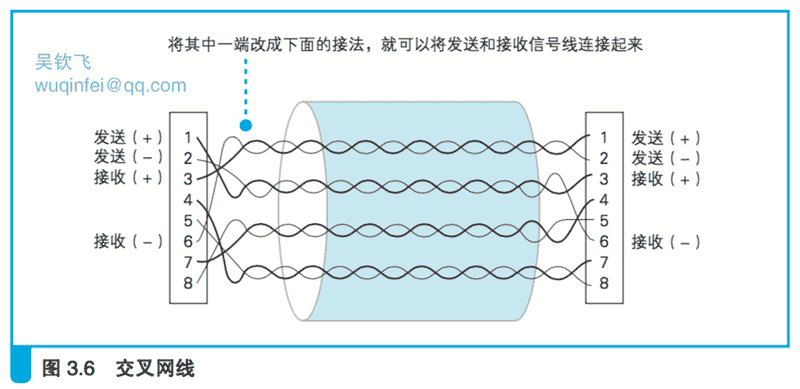 将其中一端改成下面的接法，就可以将发送和接收信号线连接起来
吴钦飞
wuqinfei@qq.com
发送（+） 1 1 发送（+）
发送（-） 2 2 发送（-）
接收（+） 3 3 接收（+）
4 4
5 5
接收（-） 6 6 接收（-）
7 7
8 8
图 3.6 交叉网线